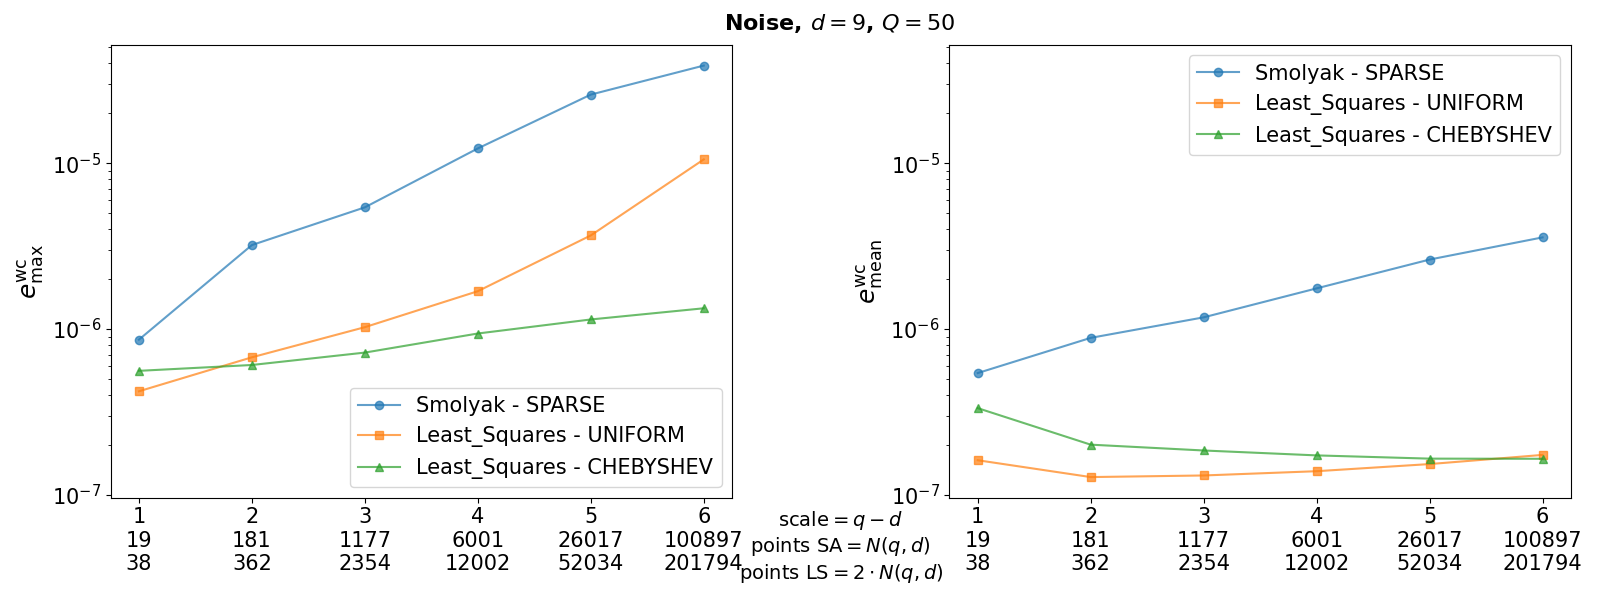 Noise, d = 9, Q = 50
e^wc_max
10^-5
10^-6
10^-7
Smolyak - SPARSE
Least_Squares - UNIFORM
Least_Squares - CHEBYSHEV
1 2 3 4 5 6
19 181 1177 6001 26017 100897
38 362 2354 12002 52034 201794
scale = q − d
points SA = N(q, d)
points LS = 2 · N(q, d)
e^wc_mean
10^-5
10^-6
10^-7
Smolyak - SPARSE
Least_Squares - UNIFORM
Least_Squares - CHEBYSHEV
1 2 3 4 5 6
19 181 1177 6001 26017 100897
38 362 2354 12002 52034 201794